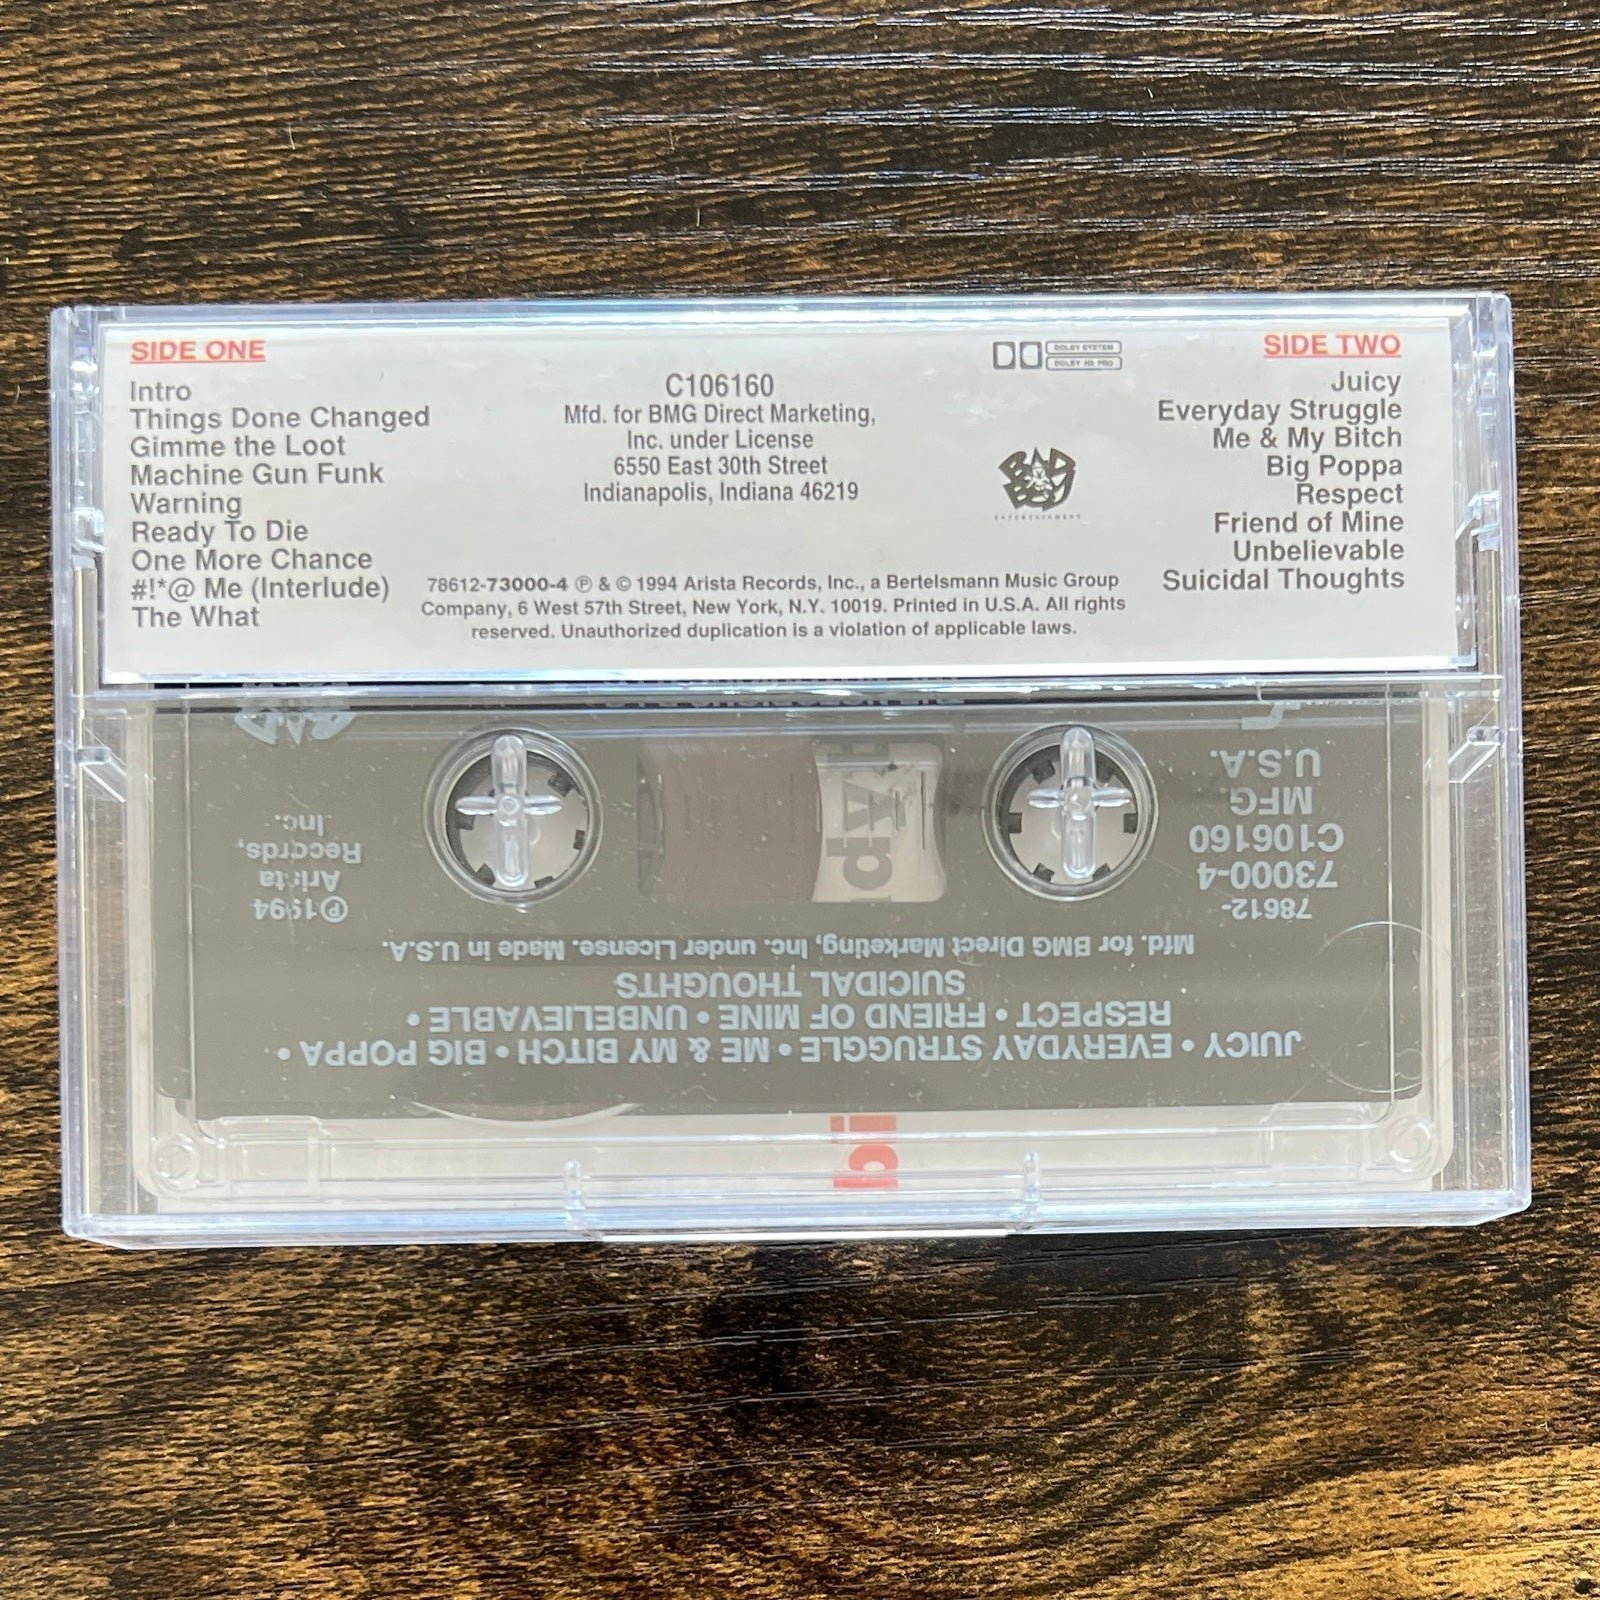 SIDE ONE
Intro
Things Done Changed
Gimme the Loot
Machine Gun Funk
Warning
Ready To Die
One More Chance
#!*@ Me (Interlude)
The What
C106160
Mfd. for BMG Direct Marketing,
Inc. under License
6550 East 30th Street
Indianapolis, Indiana 46219
DOLBY SYSTEM
DOLBY HX PRO
BAD
BOY
ENTERTAINMENT
SIDE TWO
Juicy
Everyday Struggle
Me & My Bitch
Big Poppa
Respect
Friend of Mine
Unbelievable
Suicidal Thoughts
78612-73000-4 ℗ & © 1994 Arista Records, Inc., a Bertelsmann Music Group
Company, 6 West 57th Street, New York, N.Y. 10019. Printed in U.S.A. All rights
reserved. Unauthorized duplication is a violation of applicable laws.
JUICY • EVERYDAY STRUGGLE • ME & MY BITCH • BIG POPPA •
RESPECT • FRIEND OF MINE • UNBELIEVABLE •
SUICIDAL THOUGHTS
Mfd. for BMG Direct Marketing, Inc. under License. Made in U.S.A.
78612-
73000-4
C106160
MFG.
U.S.A.
℗1994
Arista
Records,
Inc.